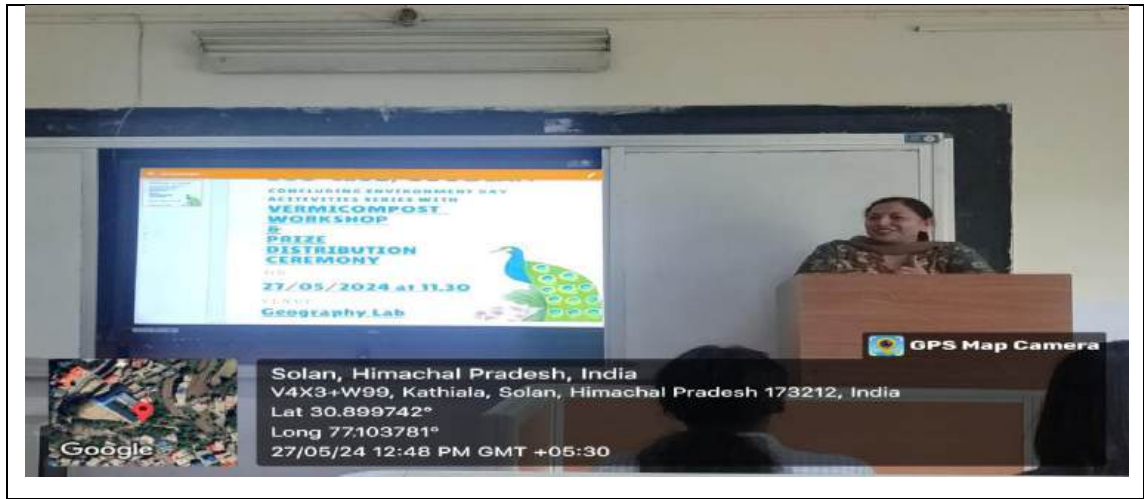 CONCLUDING ENVIRONMENT DAY
ACTIVITIES SERIES WITH
VERMICOMPOST
WORKSHOP
&
PRIZE
DISTRIBUTION
CEREMONY
ON
27/05/2024 at 11.30
VENUE
Geography Lab
GPS Map Camera
Google
Solan, Himachal Pradesh, India
V4X3+W99, Kathiala, Solan, Himachal Pradesh 173212, India
Lat 30.899742°
Long 77.103781°
27/05/24 12:48 PM GMT +05:30